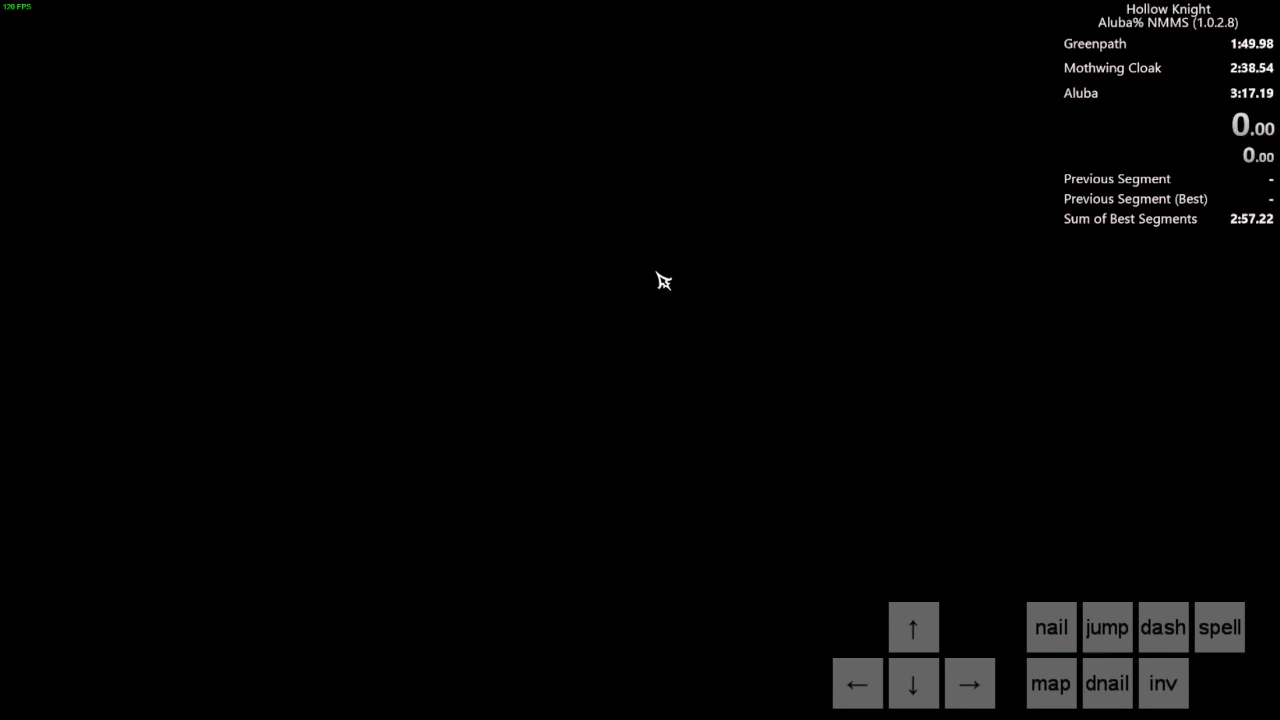 120 FPS
Hollow Knight
Aluba% NMMS (1.0.2.8)
Greenpath 1:49.98
Mothwing Cloak 2:38.54
Aluba 3:17.19
0.00
0.00
Previous Segment -
Previous Segment (Best) -
Sum of Best Segments 2:57.22
↑ nail jump dash spell
← ↓ → map dnail inv